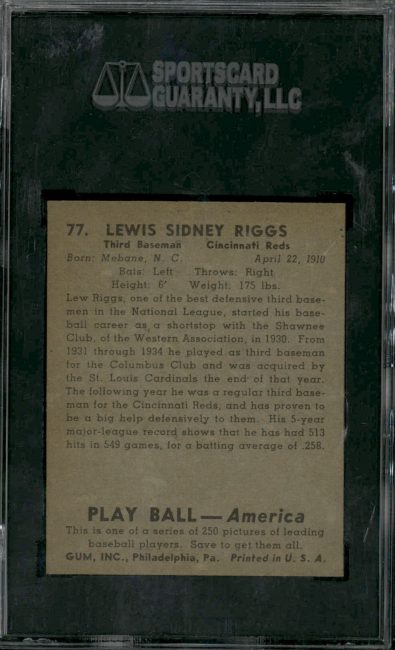 SPORTSCARD
GUARANTY, LLC
77. LEWIS SIDNEY RIGGS
Third Baseman Cincinnati Reds
Born: Mebane, N. C. April 22, 1910
Bats: Left Throws: Right
Height: 6' Weight: 175 lbs.
Lew Riggs, one of the best defensive third base-
men in the National League, started his base-
ball career as a shortstop with the Shawnee
Club, of the Western Association, in 1930. From
1931 through 1934 he played as third baseman
for the Columbus Club and was acquired by
the St. Louis Cardinals the end of that year.
The following year he was a regular third base-
man for the Cincinnati Reds, and has proven to
be a big help defensively to them. His 5-year
major-league record shows that he has had 513
hits in 549 games, for a batting average of .258.
PLAY BALL — America
This is one of a series of 250 pictures of leading
baseball players. Save to get them all.
GUM, INC., Philadelphia, Pa. Printed in U. S. A.